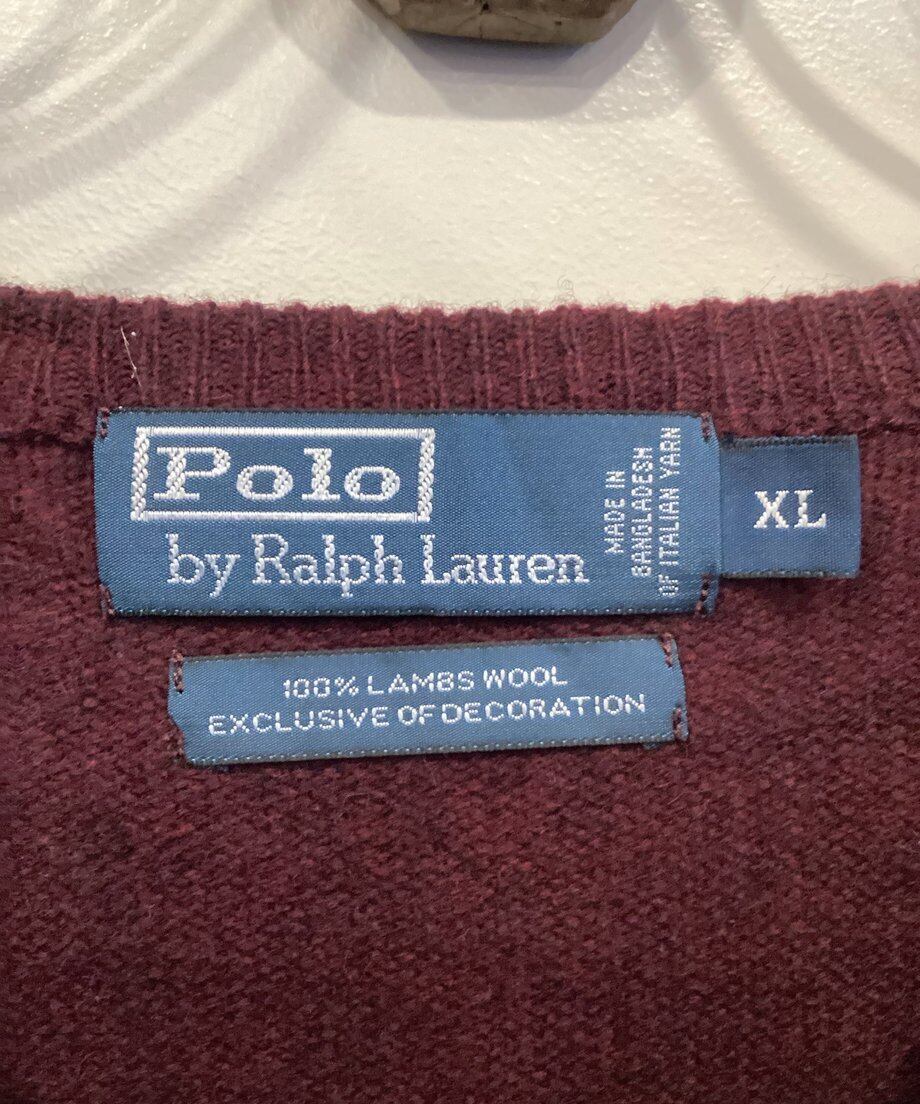 Polo
by Ralph Lauren
MADE IN
BANGLADESH
OF ITALIAN YARN
XL
100% LAMBS WOOL
EXCLUSIVE OF DECORATION